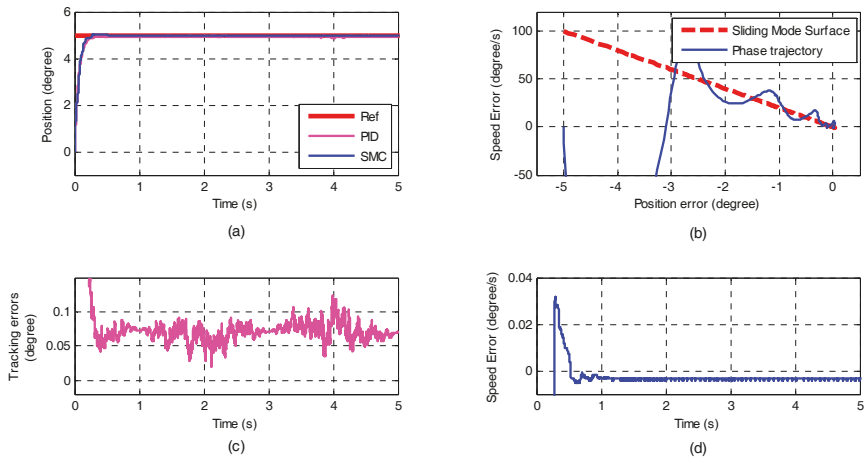 6
4
2
0
Position (degree)
Ref
PID
SMC
0 1 2 3 4 5
Time (s)
(a)
100
50
0
-50
Speed Error (degree/s)
Sliding Mode Surface
Phase trajectory
-5 -4 -3 -2 -1 0
Position error (degree)
(b)
0.1
0.05
0
Tracking errors
(degree)
0 1 2 3 4 5
Time (s)
(c)
0.04
0.02
0
Speed Error (degree/s)
0 1 2 3 4 5
Time (s)
(d)